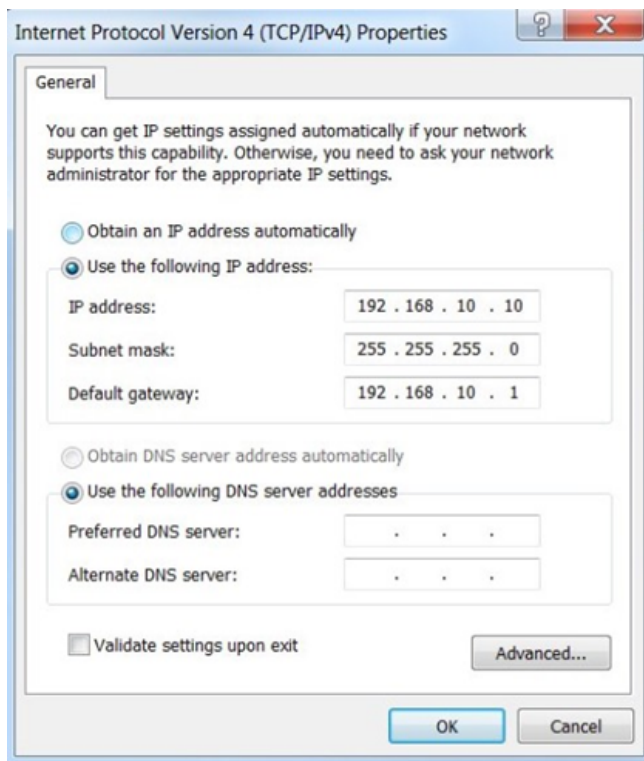 Internet Protocol Version 4 (TCP/IPv4) Properties
General
You can get IP settings assigned automatically if your network
supports this capability. Otherwise, you need to ask your network
administrator for the appropriate IP settings.
Obtain an IP address automatically
Use the following IP address:
IP address: 192 . 168 . 10 . 10
Subnet mask: 255 . 255 . 255 . 0
Default gateway: 192 . 168 . 10 . 1
Obtain DNS server address automatically
Use the following DNS server addresses
Preferred DNS server: . . .
Alternate DNS server: . . .
Validate settings upon exit
Advanced...
OK Cancel